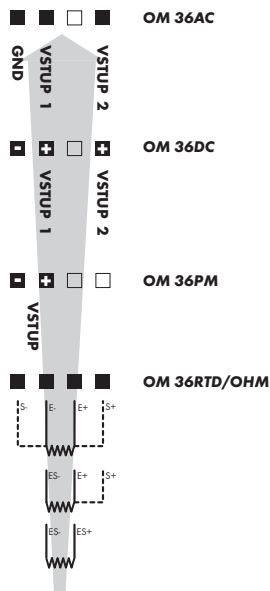 OM 36AC
GND
VSTUP 1
VSTUP 2
- + + OM 36DC
VSTUP 1
VSTUP 2
- + OM 36PM
VSTUP
OM 36RTD/OHM
S- E- E+ S+
ES- E+ S+
ES- ES+